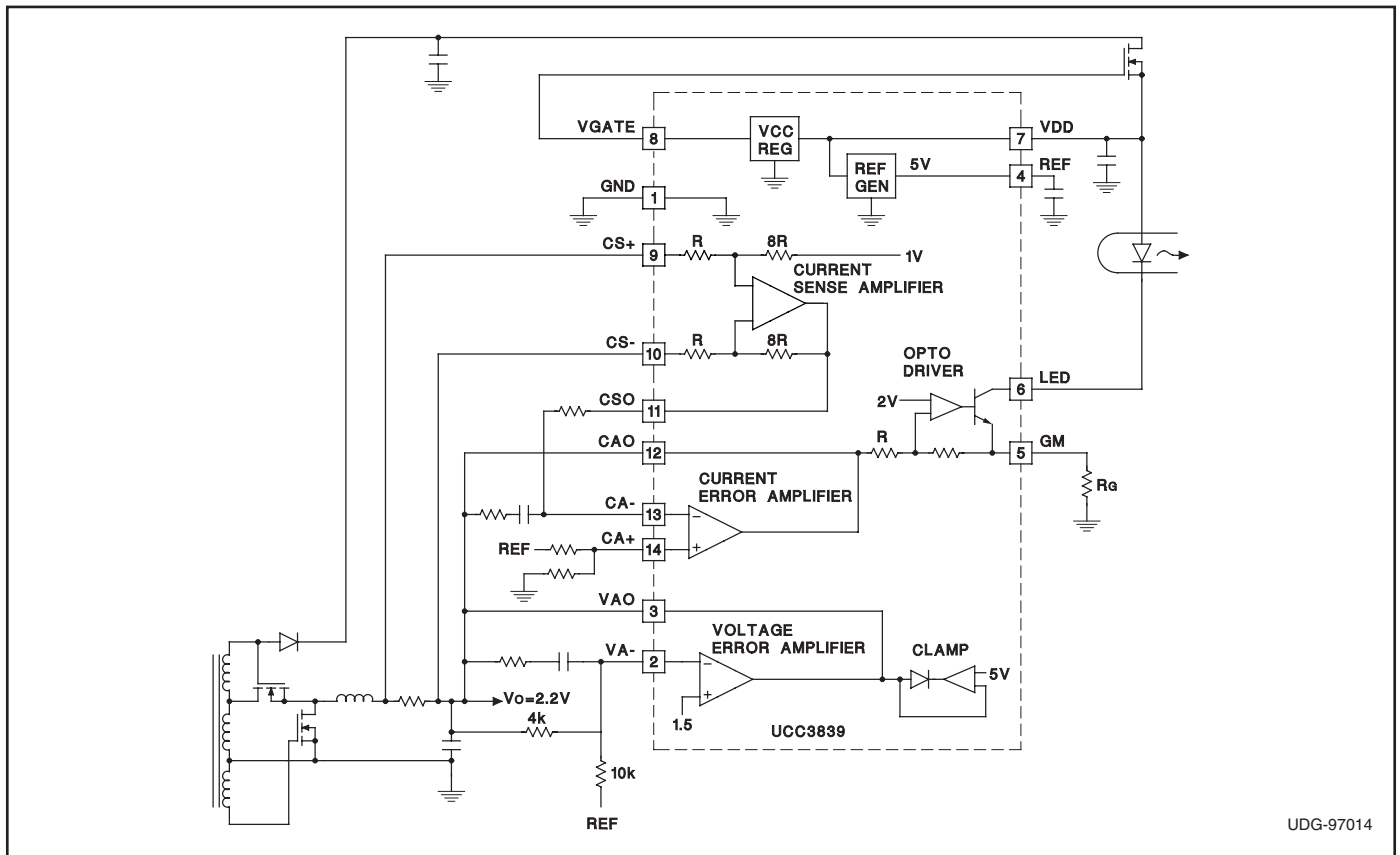 VGATE
8
VCC
REG
7
VDD
REF
GEN
5V
4
REF
GND
1
CS+
9
R
8R
1V
CURRENT
SENSE AMPLIFIER
CS-
10
R
8R
OPTO
DRIVER
6
LED
2V
CSO
11
CAO
12
R
5
GM
RG
CURRENT
ERROR AMPLIFIER
CA-
13
−
REF
CA+
14
+
VAO
3
VOLTAGE
ERROR AMPLIFIER
CLAMP
VA-
2
−
5V
+
1.5
Vo=2.2V
4k
UCC3839
10k
REF
UDG-97014